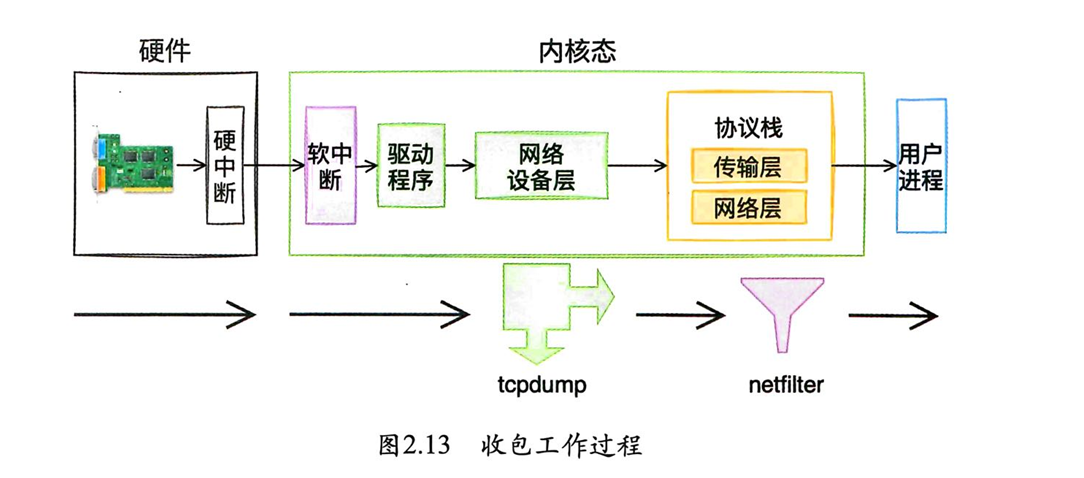 硬件
内核态
硬
中
断
软中
断
驱动
程序
网络
设备层
协议栈
传输层
网络层
用户
进程
tcpdump
netfilter
图2.13 收包工作过程